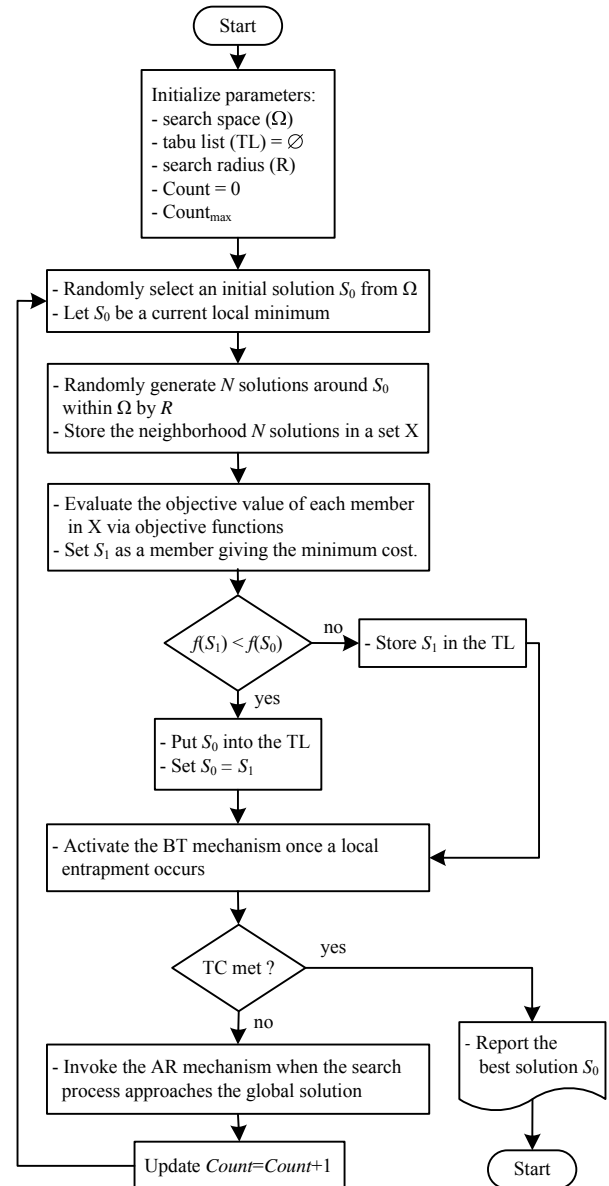 Start
Initialize parameters:
- search space (Ω)
- tabu list (TL) = ∅
- search radius (R)
- Count = 0
- Countmax
- Randomly select an initial solution S0 from Ω
- Let S0 be a current local minimum
- Randomly generate N solutions around S0
within Ω by R
- Store the neighborhood N solutions in a set X
- Evaluate the objective value of each member
in X via objective functions
- Set S1 as a member giving the minimum cost.
f(S1) < f(S0)
no
- Store S1 in the TL
yes
- Put S0 into the TL
- Set S0 = S1
- Activate the BT mechanism once a local
entrapment occurs
TC met ?
yes
no
- Report the
best solution S0
- Invoke the AR mechanism when the search
process approaches the global solution
Update Count=Count+1
Start